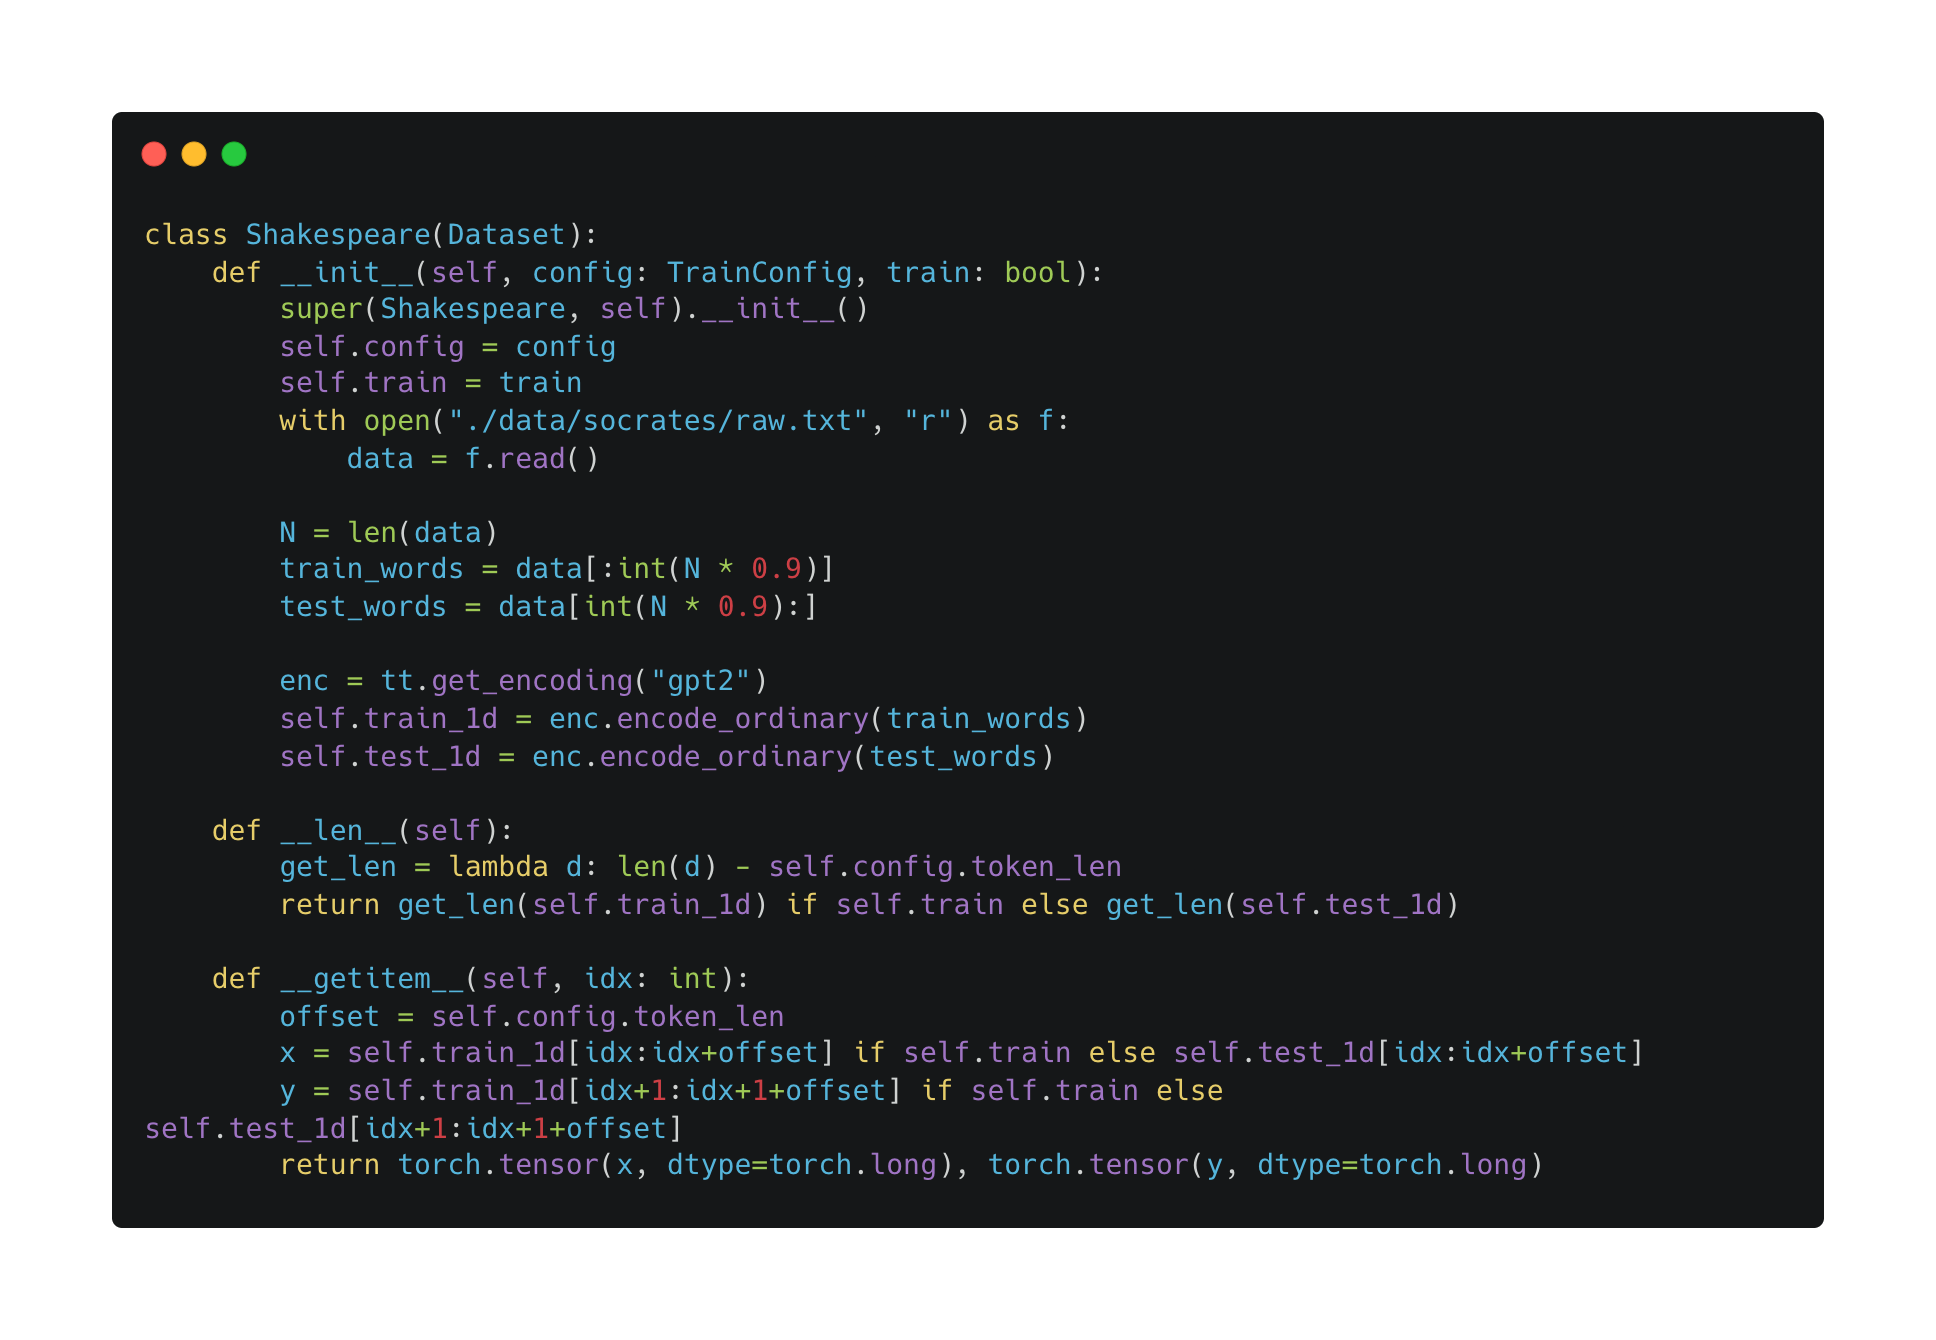 class Shakespeare(Dataset):
    def __init__(self, config: TrainConfig, train: bool):
        super(Shakespeare, self).__init__()
        self.config = config
        self.train = train
        with open("./data/socrates/raw.txt", "r") as f:
            data = f.read()

        N = len(data)
        train_words = data[:int(N * 0.9)]
        test_words = data[int(N * 0.9):]

        enc = tt.get_encoding("gpt2")
        self.train_1d = enc.encode_ordinary(train_words)
        self.test_1d = enc.encode_ordinary(test_words)

    def __len__(self):
        get_len = lambda d: len(d) - self.config.token_len
        return get_len(self.train_1d) if self.train else get_len(self.test_1d)

    def __getitem__(self, idx: int):
        offset = self.config.token_len
        x = self.train_1d[idx:idx+offset] if self.train else self.test_1d[idx:idx+offset]
        y = self.train_1d[idx+1:idx+1+offset] if self.train else
self.test_1d[idx+1:idx+1+offset]
        return torch.tensor(x, dtype=torch.long), torch.tensor(y, dtype=torch.long)